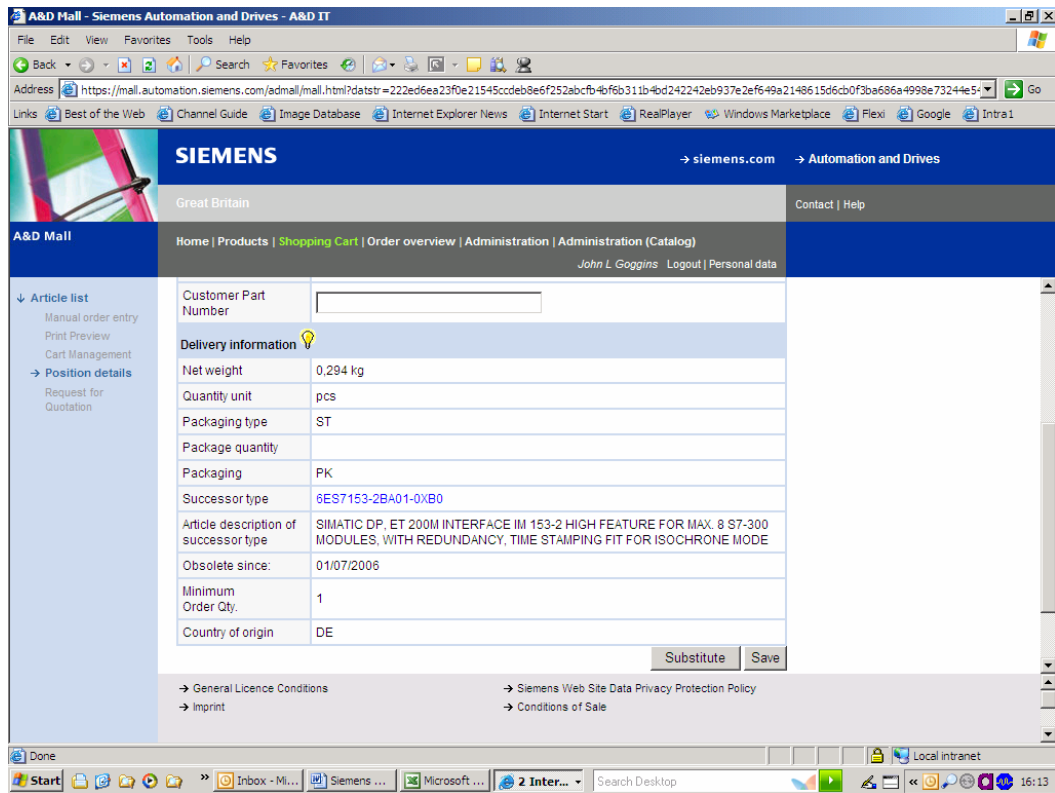 A&D Mall - Siemens Automation and Drives - A&D IT
File Edit View Favorites Tools Help
Back Search Favorites
Address https://mall.automation.siemens.com/admall/mall.html?datstr=222ed6ea23f0e21545ccdeb8e6f252abcfb4bf6b311b4bd242242eb937e2ef649a2148615d6cb0f3ba686a4998e73244e54 Go
Links Best of the Web Channel Guide Image Database Internet Explorer News Internet Start RealPlayer Windows Marketplace Flexi Google Intra1
SIEMENS
→ siemens.com → Automation and Drives
Great Britain
Contact | Help
A&D Mall
Home | Products | Shopping Cart | Order overview | Administration | Administration (Catalog)
John L Goggins Logout | Personal data
Article list
Manual order entry
Print Preview
Cart Management
→ Position details
Request for
Quotation
Customer Part
Number
Delivery information
Net weight 0,294 kg
Quantity unit pcs
Packaging type ST
Package quantity
Packaging PK
Successor type 6ES7153-2BA01-0XB0
Article description of
successor type
SIMATIC DP, ET 200M INTERFACE IM 153-2 HIGH FEATURE FOR MAX. 8 S7-300
MODULES, WITH REDUNDANCY, TIME STAMPING FIT FOR ISOCHRONE MODE
Obsolete since: 01/07/2006
Minimum
Order Qty.
1
Country of origin DE
Substitute Save
→ General Licence Conditions → Siemens Web Site Data Privacy Protection Policy
→ Imprint → Conditions of Sale
Done Local intranet
Start » Inbox - Mi... Siemens ... Microsoft ... 2 Inter... Search Desktop « 16:13